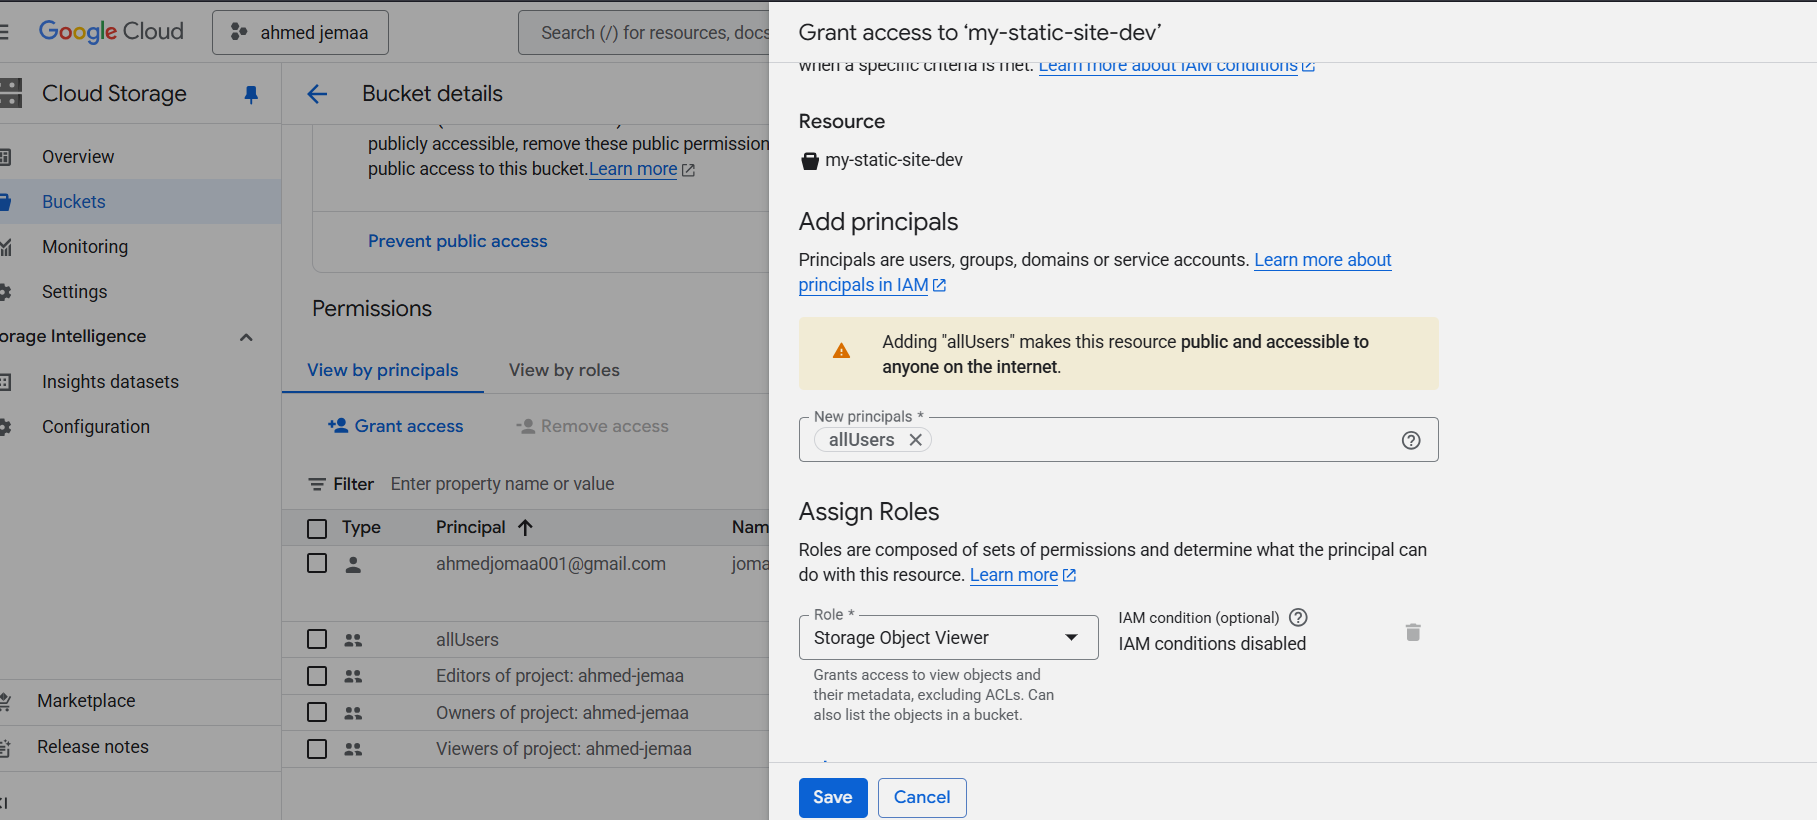 Google Cloud
ahmed jemaa
Search (/) for resources, docs
Cloud Storage
Overview
Buckets
Monitoring
Settings
orage Intelligence
Insights datasets
Configuration
Marketplace
Release notes
Bucket details
publicly accessible, remove these public permission
public access to this bucket.Learn more
Prevent public access
Permissions
View by principals
View by roles
Grant access
Remove access
Filter Enter property name or value
Type Principal Nam
ahmedjomaa001@gmail.com joma
allUsers
Editors of project: ahmed-jemaa
Owners of project: ahmed-jemaa
Viewers of project: ahmed-jemaa
Grant access to ‘my-static-site-dev’
when a specific criteria is met. Learn more about IAM conditions
Resource
my-static-site-dev
Add principals
Principals are users, groups, domains or service accounts. Learn more about
principals in IAM
Adding "allUsers" makes this resource public and accessible to
anyone on the internet.
New principals *
allUsers
Assign Roles
Roles are composed of sets of permissions and determine what the principal can
do with this resource. Learn more
Role *
Storage Object Viewer
IAM condition (optional)
IAM conditions disabled
Grants access to view objects and
their metadata, excluding ACLs. Can
also list the objects in a bucket.
Save
Cancel